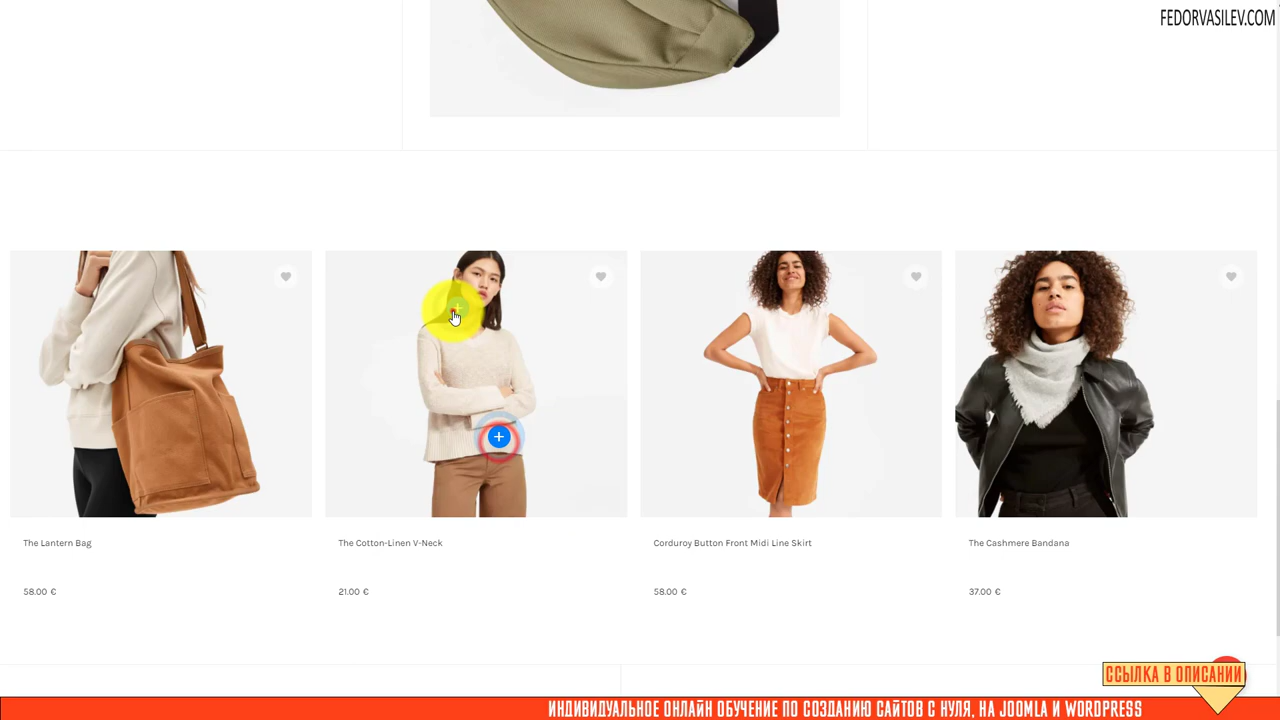 FEDORVASILEV.COM
The Lantern Bag
The Cotton-Linen V-Neck
Corduroy Button Front Midi Line Skirt
The Cashmere Bandana
58.00 €
21.00 €
58.00 €
37.00 €
ССЫЛКА В ОПИСАНИИ
ИНДИВИДУАЛЬНОЕ ОНЛАЙН ОБУЧЕНИЕ ПО СОЗДАНИЮ САЙТОВ С НУЛЯ, НА JOOMLA И WORDPRESS